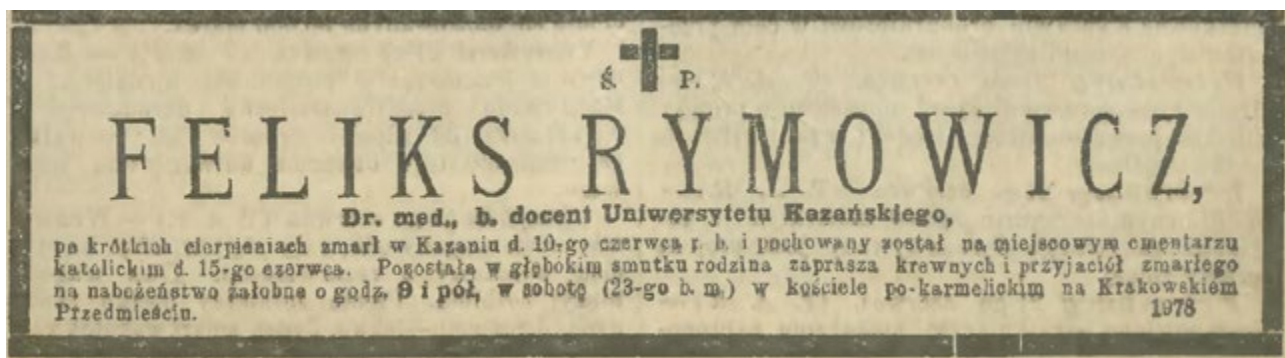 Ś. P.
FELIKS RYMOWICZ,
Dr. med., b. docent Uniwersytetu Kazańskiego,
po krótkich cierpieniach zmarł w Kazaniu d. 10-go czerwca r. b. i pochowany został na miejscowym cmentarzu
katolickim d. 15-go czerwca. Pozostała w głębokim smutku rodzina zaprasza krewnych i przyjaciół zmarłego
na nabożeństwo żałobne o godz. 9 i pół, w sobotę (23-go b. m.) w kościele po-karmelickim na Krakowskiem
Przedmieściu. 1978